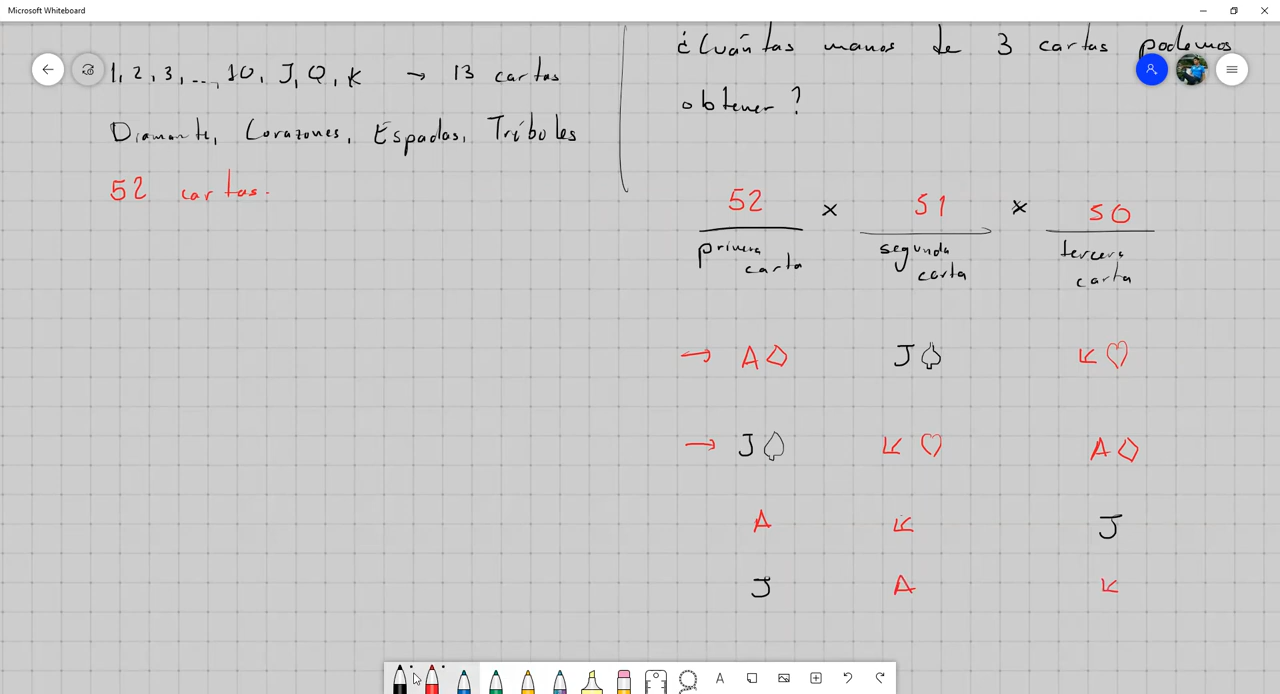 Microsoft Whiteboard
1, 2, 3, ..., 10, J, Q, K → 13 cartas
Diamante, Corazones, Espadas, Tréboles
52 cartas.
¿Cuántas manos de 3 cartas podemos
obtener?
52 × 51 × 50
primera carta segunda carta tercera carta
→ A♢ J♤ K♡
→ J♤ K♡ A♢
A K J
J A K
A